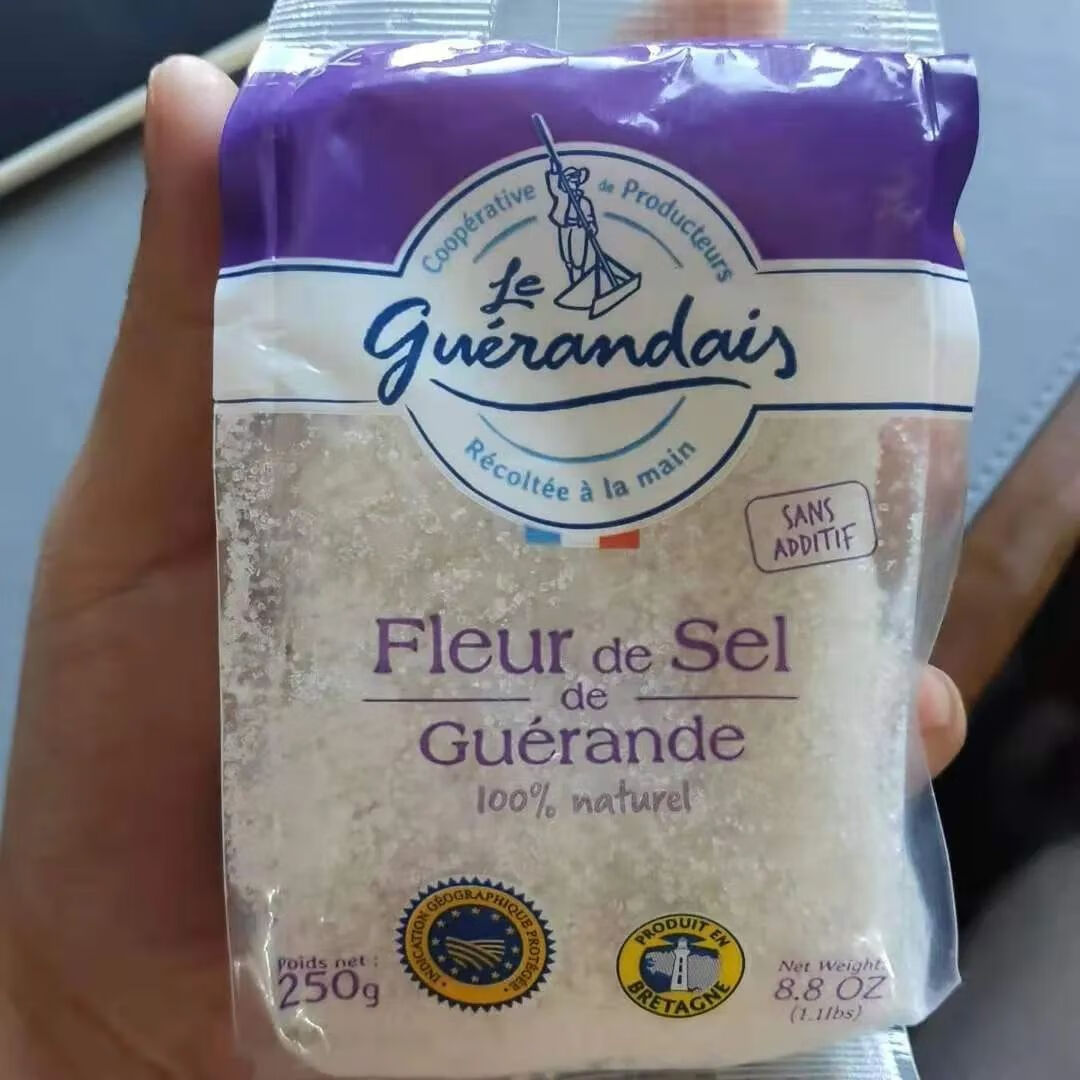 Coopérative de Producteurs
Le
Guérandais
Récoltée à la main
SANS
ADDITIF
Fleur de Sel
de
Guérande
100% naturel
INDICATION GÉOGRAPHIQUE PROTÉGÉE
PRODUIT EN
BRETAGNE
Poids net :
250g
Net Weight:
8.8 OZ
(1.1lbs)